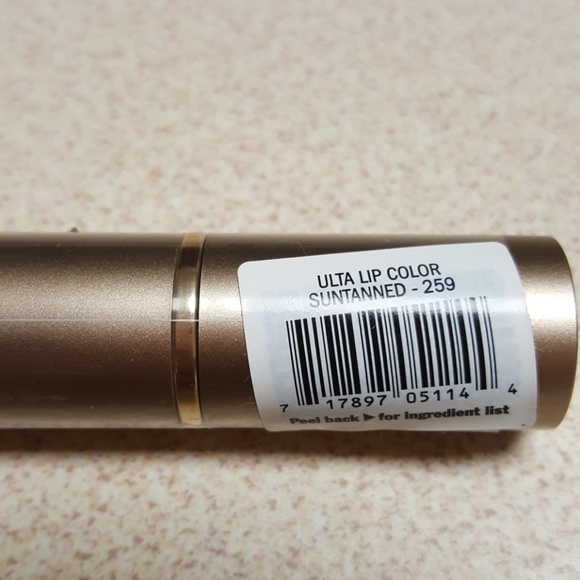 ULTA LIP COLOR
SUNTANNED - 259
7 17897 05114 4
Peel back ▶ for ingredient list